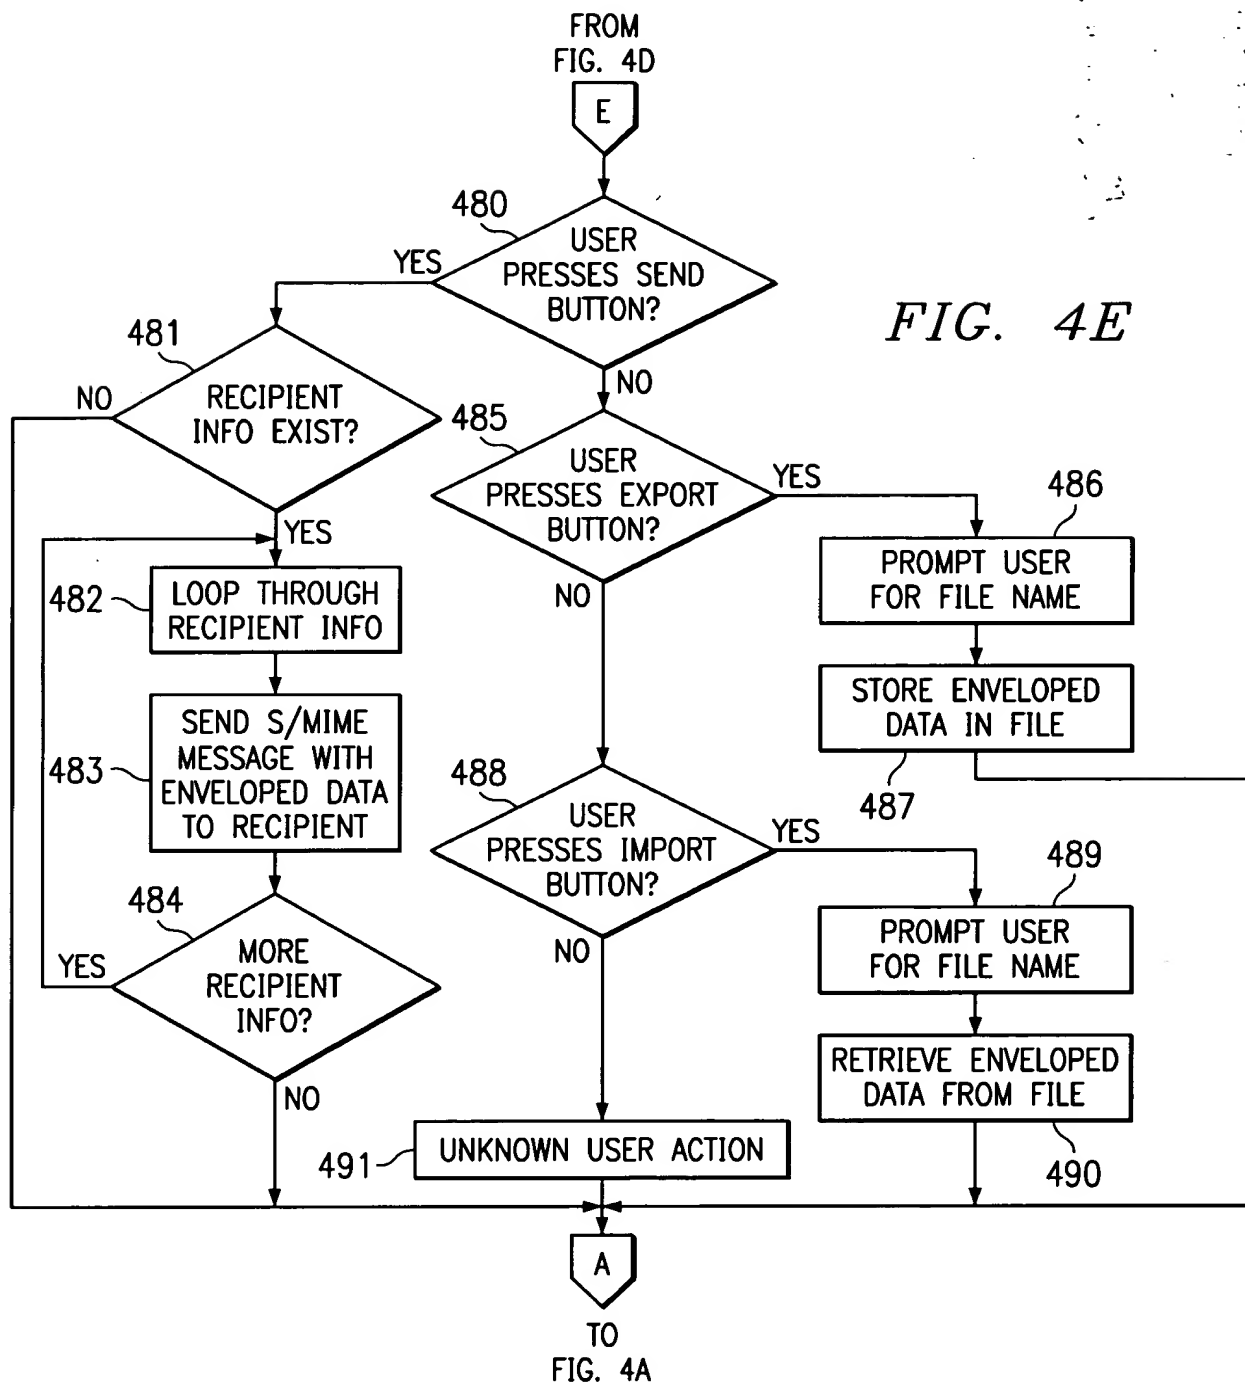 FROM
FIG. 4D
E
480
USER
PRESSES SEND
BUTTON?
YES
NO
FIG. 4E
481
RECIPIENT
INFO EXIST?
NO
YES
485
USER
PRESSES EXPORT
BUTTON?
YES
NO
486
PROMPT USER
FOR FILE NAME
482
LOOP THROUGH
RECIPIENT INFO
STORE ENVELOPED
DATA IN FILE
487
483
SEND S/MIME
MESSAGE WITH
ENVELOPED DATA
TO RECIPIENT
488
USER
PRESSES IMPORT
BUTTON?
YES
NO
489
PROMPT USER
FOR FILE NAME
484
MORE
RECIPIENT
INFO?
YES
NO
RETRIEVE ENVELOPED
DATA FROM FILE
490
491
UNKNOWN USER ACTION
A
TO
FIG. 4A